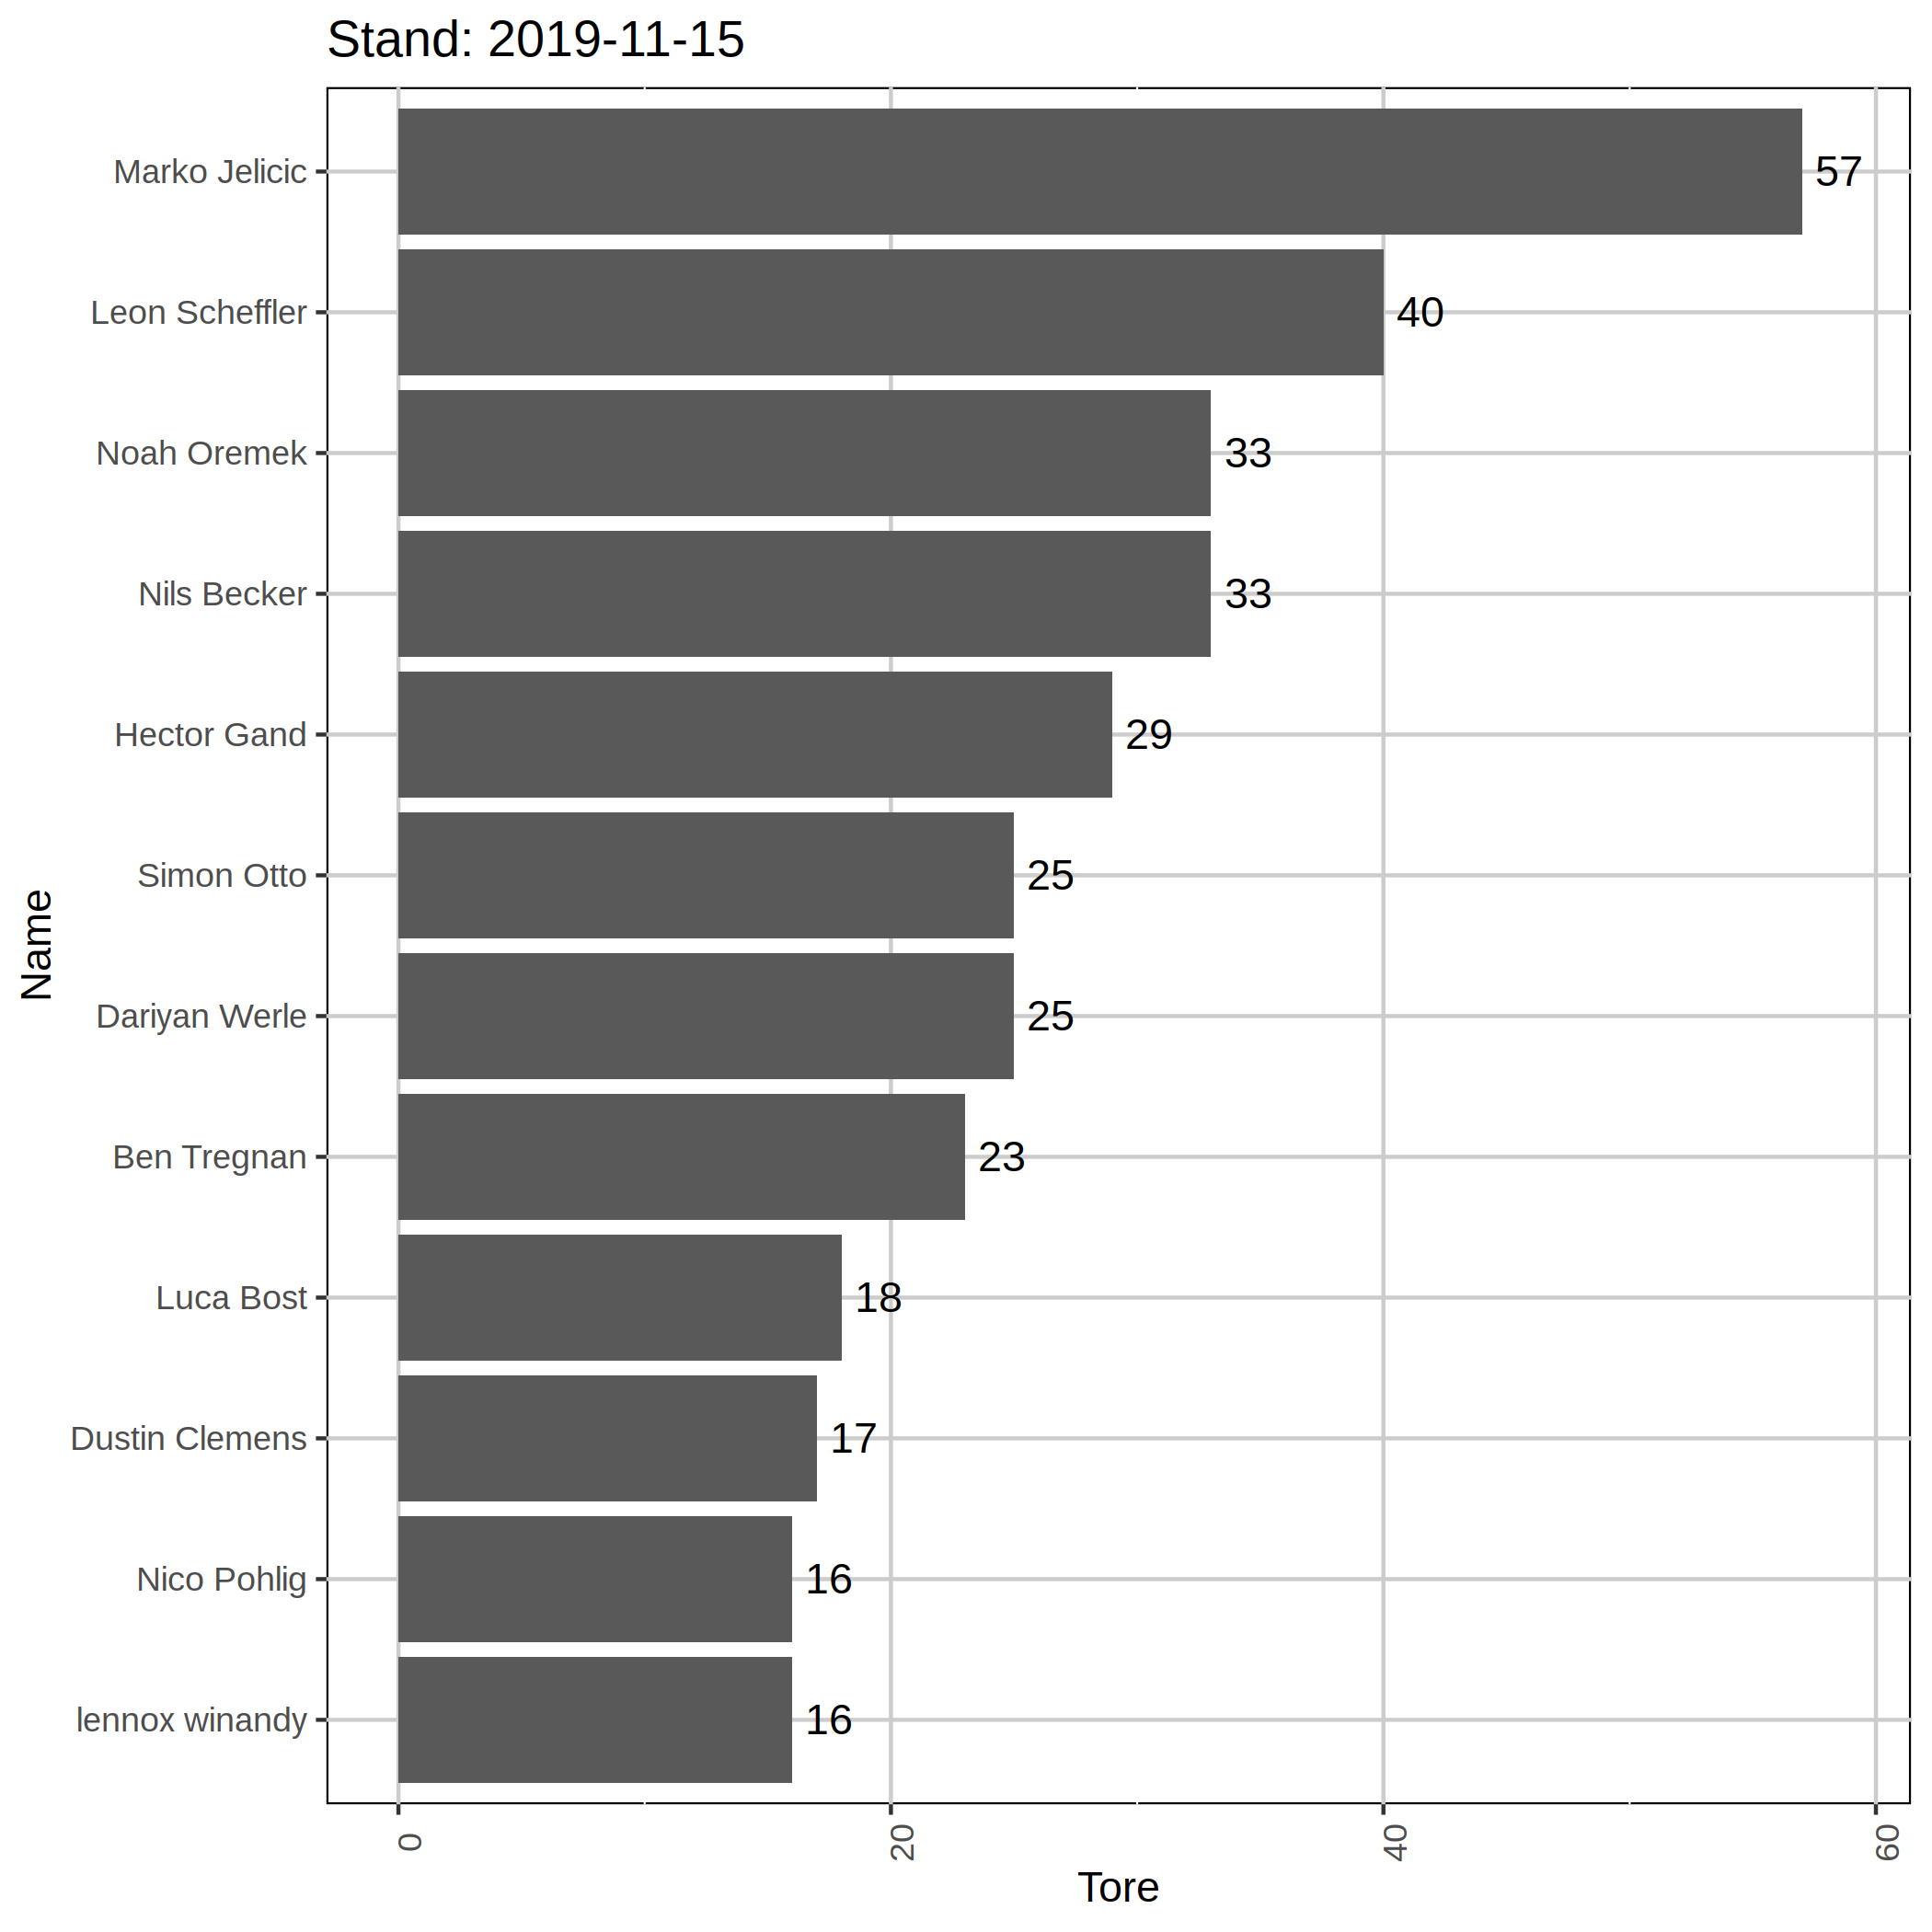 Stand: 2019-11-15
Marko Jelicic 57
Leon Scheffler 40
Noah Oremek 33
Nils Becker 33
Hector Gand 29
Simon Otto 25
Dariyan Werle 25
Ben Tregnan 23
Luca Bost 18
Dustin Clemens 17
Nico Pohlig 16
lennox winandy 16
Name
0 20 40 60
Tore